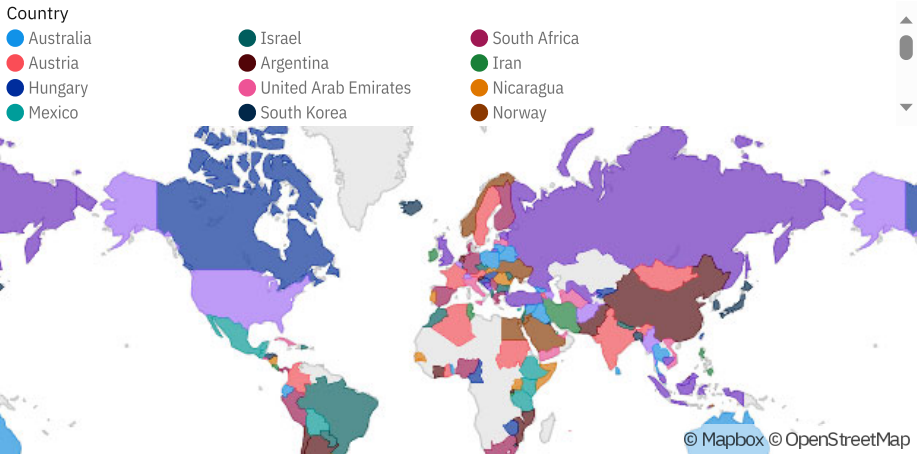 Country
Australia Israel South Africa
Austria Argentina Iran
Hungary United Arab Emirates Nicaragua
Mexico South Korea Norway
© Mapbox © OpenStreetMap